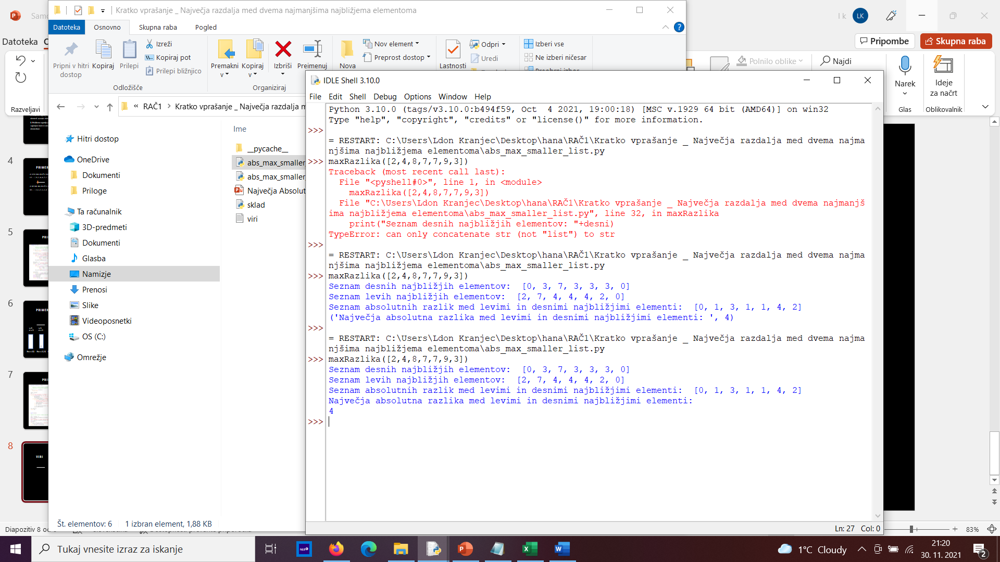 Kratko vprašanje _ Največja razdalja med dvema najmanjšima najbližjema elementoma
I k
LK
Datoteka
Osnovno
Skupna raba
Pogled
Datoteka
Pripombe
Skupna raba
Pripni v hitri dostop
Kopiraj
Prilepi
Izreži
Kopiraj pot
Prilepi bližnjico
Odložišče
Premakni v
Kopiraj v
Izbriši
Preimenuj
Organiziraj
Nova
Nov element
Preprost dostop
Lastnosti
Odpri
Uredi
Izberi vse
Ne izberi ničesar
Preobrni izbor
Polnilo oblike
Najdi
Narek
Glas
Ideje za načrt
Oblikovalnik
Razveljavi
« RAČ1 > Kratko vprašanje _ Največja razdalja m
Ime
__pycache__
abs_max_smaller
abs_max_smaller
Največja Absolut
sklad
viri
Hitri dostop
OneDrive
Dokumenti
Priloge
Ta računalnik
3D-predmeti
Dokumenti
Glasba
Namizje
Prenosi
Slike
Videoposnetki
OS (C:)
Omrežje
4
5
6
7
8
PRIMER
PRIMER
VIRI
Št. elementov: 6
1 izbran element, 1,88 KB
IDLE Shell 3.10.0
File Edit Shell Debug Options Window Help
Python 3.10.0 (tags/v3.10.0:b494f59, Oct  4 2021, 19:00:18) [MSC v.1929 64 bit (AMD64)] on win32
Type "help", "copyright", "credits" or "license()" for more information.
>>>
= RESTART: C:\Users\Ldon Kranjec\Desktop\hana\RAČ1\Kratko vprašanje _ Največja razdalja med dvema najma
njšima najbližjema elementoma\abs_max_smaller_list.py
>>> maxRazlika([2,4,8,7,7,9,3])
Traceback (most recent call last):
  File "<pyshell#0>", line 1, in <module>
    maxRazlika([2,4,8,7,7,9,3])
  File "C:\Users\Ldon Kranjec\Desktop\hana\RAČ1\Kratko vprašanje _ Največja razdalja med dvema najmanjš
ima najbližjema elementoma\abs_max_smaller_list.py", line 32, in maxRazlika
    print("Seznam desnih najbližjih elementov: "+desni)
TypeError: can only concatenate str (not "list") to str
>>>
= RESTART: C:\Users\Ldon Kranjec\Desktop\hana\RAČ1\Kratko vprašanje _ Največja razdalja med dvema najma
njšima najbližjema elementoma\abs_max_smaller_list.py
>>> maxRazlika([2,4,8,7,7,9,3])
Seznam desnih najbližjih elementov:  [0, 3, 7, 3, 3, 3, 0]
Seznam levih najbližjih elementov:  [2, 7, 4, 4, 4, 2, 0]
Seznam absolutnih razlik med levimi in desnimi najbližjimi elementi:  [0, 1, 3, 1, 1, 4, 2]
('Največja absolutna razlika med levimi in desnimi najbližjimi elementi: ', 4)
>>>
= RESTART: C:\Users\Ldon Kranjec\Desktop\hana\RAČ1\Kratko vprašanje _ Največja razdalja med dvema najma
njšima najbližjema elementoma\abs_max_smaller_list.py
>>> maxRazlika([2,4,8,7,7,9,3])
Seznam desnih najbližjih elementov:  [0, 3, 7, 3, 3, 3, 0]
Seznam levih najbližjih elementov:  [2, 7, 4, 4, 4, 2, 0]
Seznam absolutnih razlik med levimi in desnimi najbližjimi elementi:  [0, 1, 3, 1, 1, 4, 2]
Največja absolutna razlika med levimi in desnimi najbližjimi elementi:
4
>>>
Ln: 27 Col: 0
Diapozitiv 8 od
83%
Tukaj vnesite izraz za iskanje
1°C Cloudy
21:20
30. 11. 2021
2